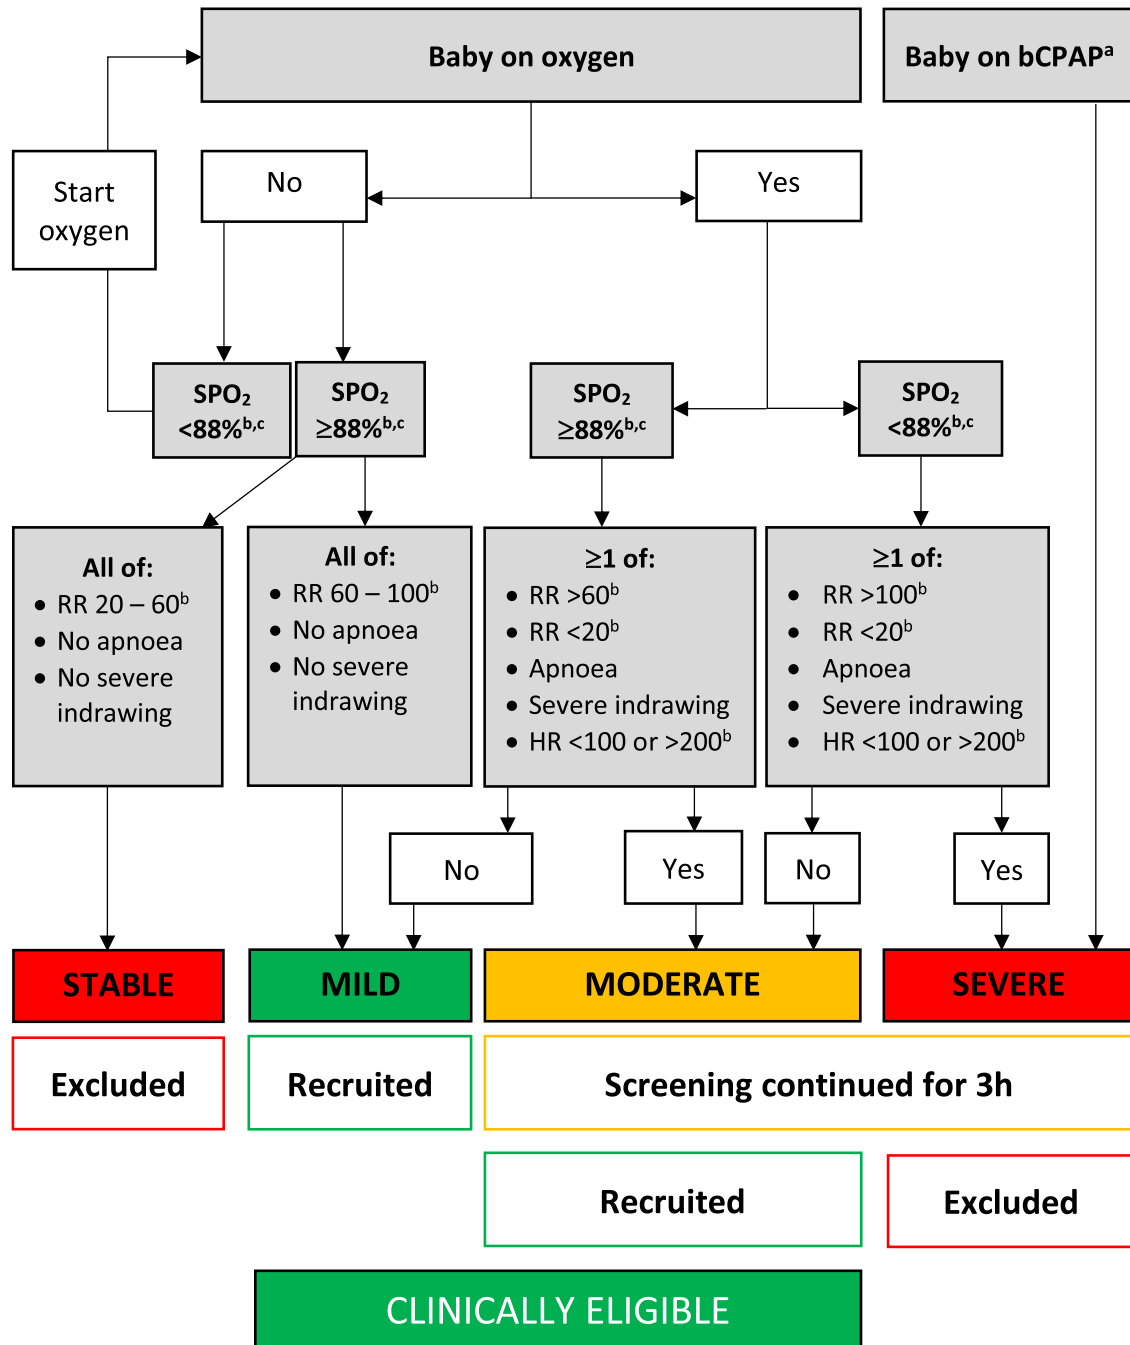 Baby on oxygen
Baby on bCPAPᵃ
Start
oxygen
No
Yes
SPO₂
<88%ᵇ,ᶜ
SPO₂
≥88%ᵇ,ᶜ
SPO₂
≥88%ᵇ,ᶜ
SPO₂
<88%ᵇ,ᶜ
All of:
• RR 20 – 60ᵇ
• No apnoea
• No severe
indrawing
All of:
• RR 60 – 100ᵇ
• No apnoea
• No severe
indrawing
≥1 of:
• RR >60ᵇ
• RR <20ᵇ
• Apnoea
• Severe indrawing
• HR <100 or >200ᵇ
≥1 of:
• RR >100ᵇ
• RR <20ᵇ
• Apnoea
• Severe indrawing
• HR <100 or >200ᵇ
No
Yes
No
Yes
STABLE
MILD
MODERATE
SEVERE
Excluded
Recruited
Screening continued for 3h
Recruited
Excluded
CLINICALLY ELIGIBLE